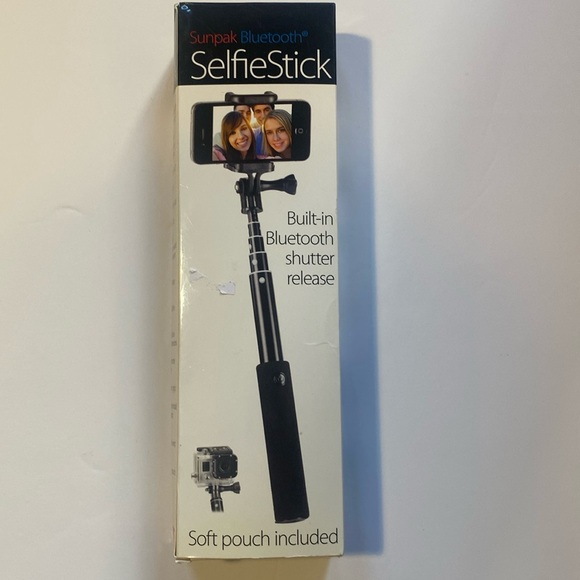 Sunpak Bluetooth®
SelfieStick
Built-in
Bluetooth
shutter
release
Soft pouch included